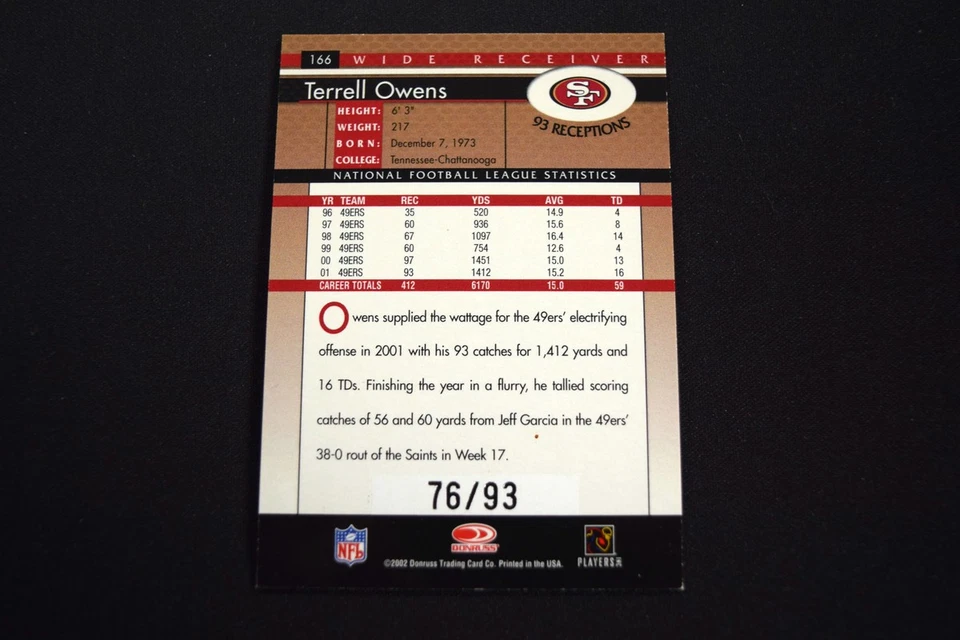 166 WIDE RECEIVER
Terrell Owens
SF
93 RECEPTIONS
HEIGHT: 6' 3"
WEIGHT: 217
BORN: December 7, 1973
COLLEGE: Tennessee-Chattanooga
NATIONAL FOOTBALL LEAGUE STATISTICS
YR TEAM REC YDS AVG TD
96 49ERS 35 520 14.9 4
97 49ERS 60 936 15.6 8
98 49ERS 67 1097 16.4 14
99 49ERS 60 754 12.6 4
00 49ERS 97 1451 15.0 13
01 49ERS 93 1412 15.2 16
CAREER TOTALS 412 6170 15.0 59
Owens supplied the wattage for the 49ers' electrifying
offense in 2001 with his 93 catches for 1,412 yards and
16 TDs. Finishing the year in a flurry, he tallied scoring
catches of 56 and 60 yards from Jeff Garcia in the 49ers'
38-0 rout of the Saints in Week 17.
76/93
NFL
DONRUSS
PLAYERS INC
©2002 Donruss Trading Card Co. Printed in the USA.